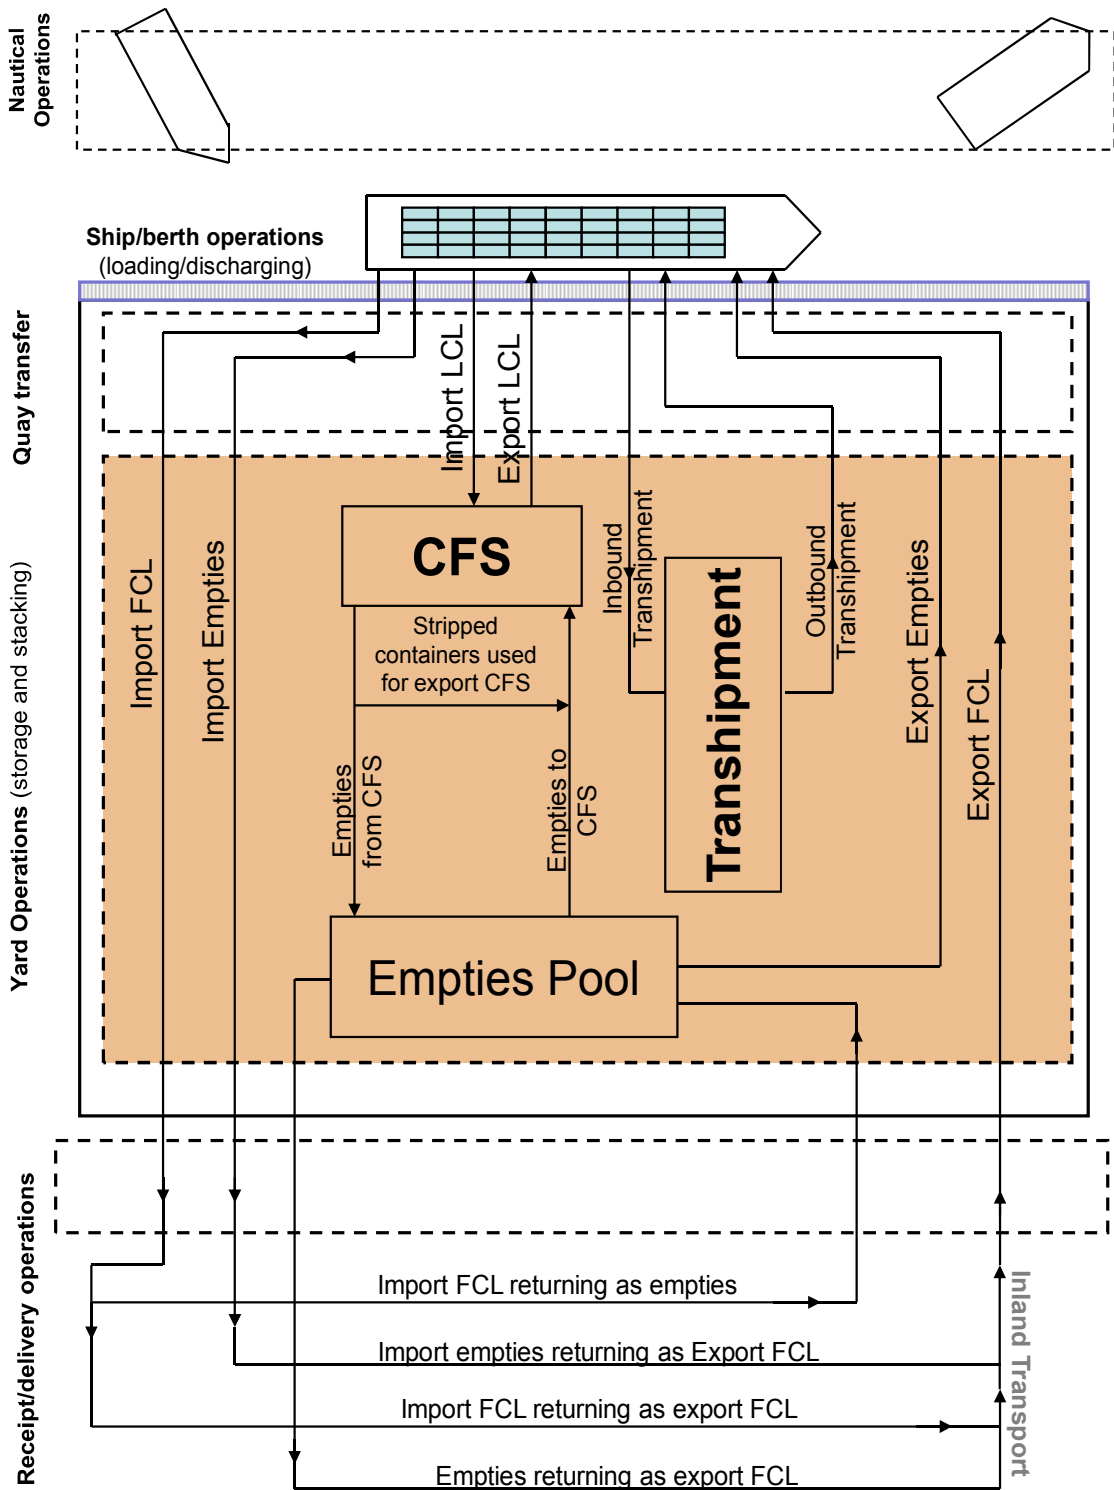 Nautical
Operations
Ship/berth operations
(loading/discharging)
Quay transfer
Import LCL
Export LCL
Yard Operations (storage and stacking)
Import FCL
Import Empties
CFS
Stripped
containers used
for export CFS
Empties
from CFS
Empties to
CFS
Inbound
Transhipment
Transhipment
Outbound
Transhipment
Export Empties
Export FCL
Empties Pool
Receipt/delivery operations
Import FCL returning as empties
Import empties returning as Export FCL
Import FCL returning as export FCL
Empties returning as export FCL
Inland Transport